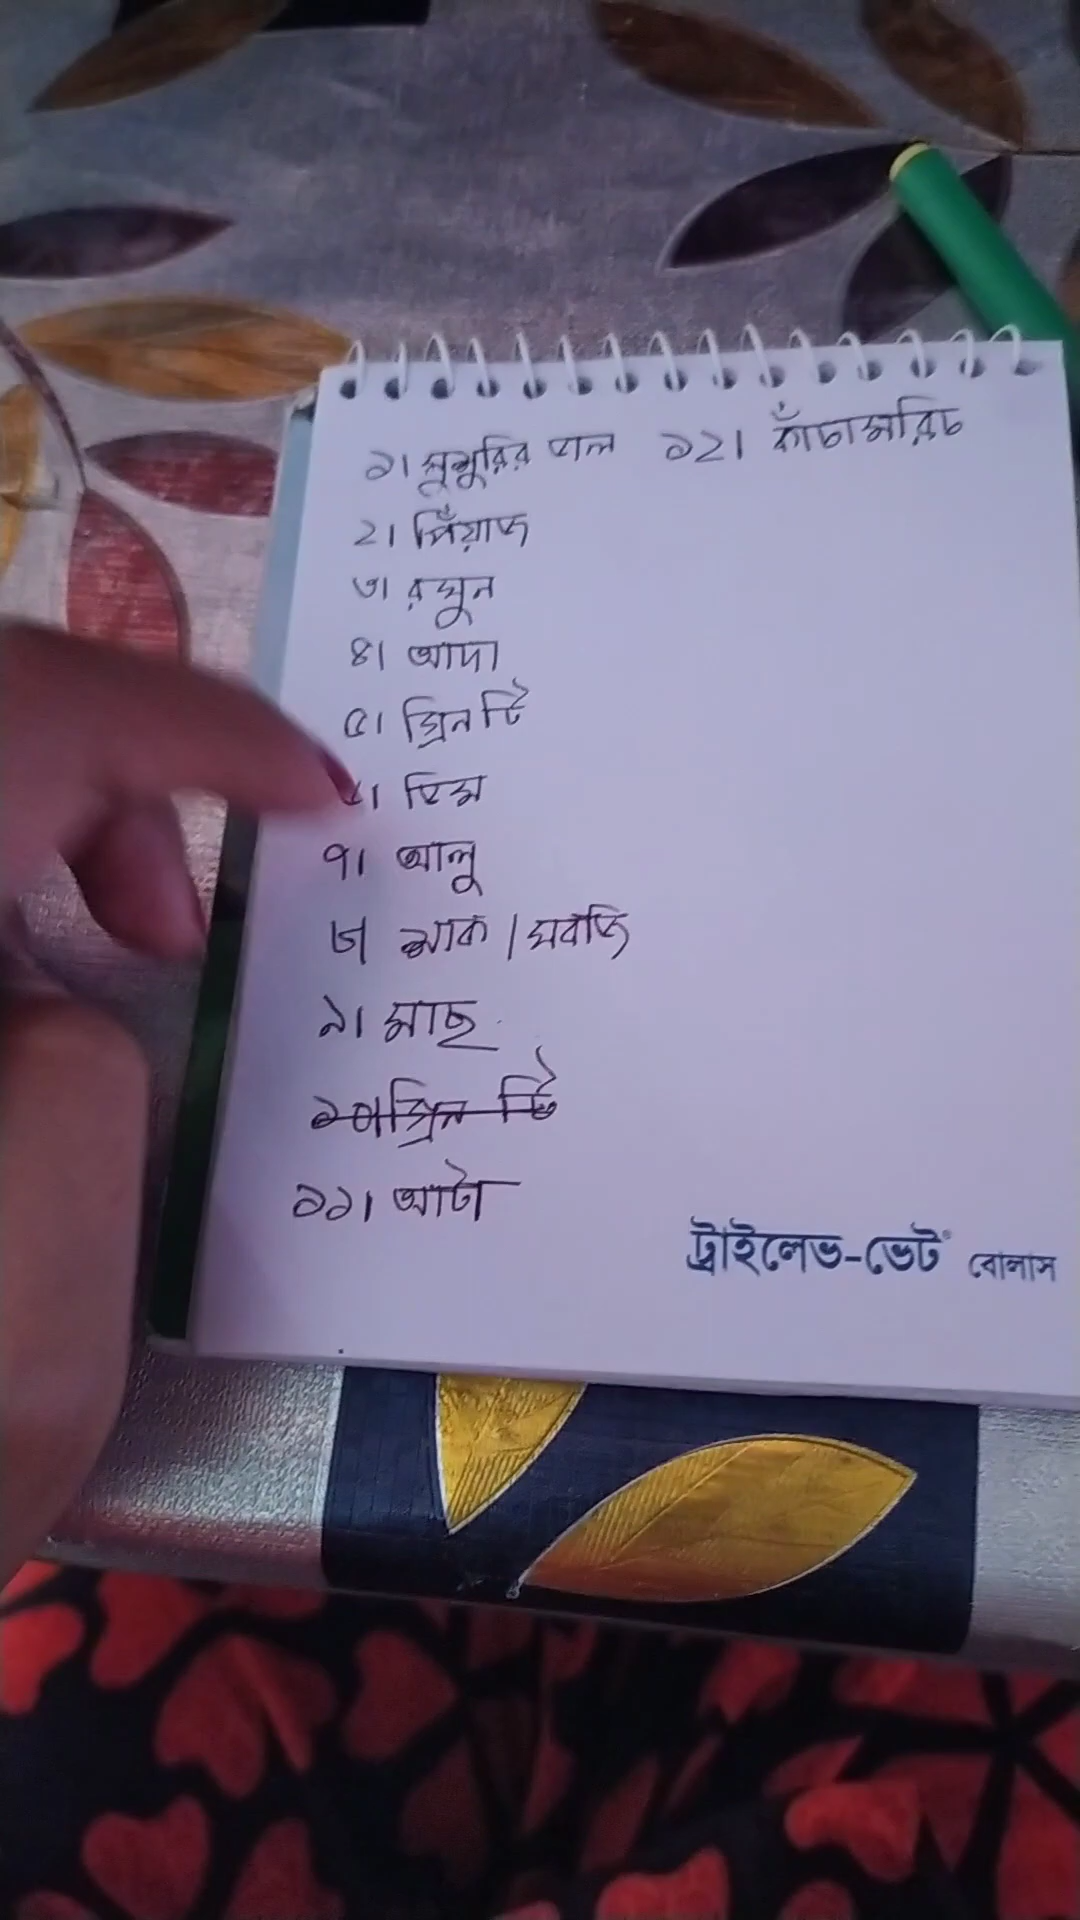 ১। মুসুরির ডাল ১২। কাঁচামরিচ
২। পিঁয়াজ
৩। রসুন
৪। আদা
৫। গ্রিন টি
৬। ডিম
৭। আলু
৮। শাক / সবজি
৯। মাছ
১০। গ্রিন টি
১১। আটা
ট্রাইলেভ-ভেট® বোলাস